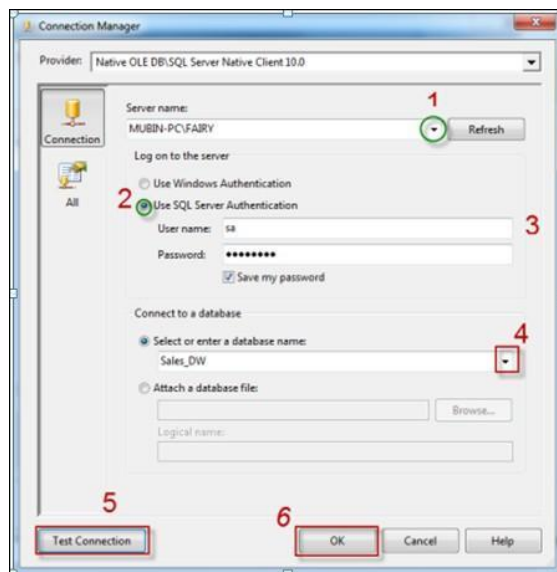 Connection Manager
Provider: Native OLE DB\SQL Server Native Client 10.0
Connection
All
Server name:
1
MUBIN-PC\FAIRY
Refresh
Log on to the server
Use Windows Authentication
2 Use SQL Server Authentication
User name: sa
3
Password: ••••••••
Save my password
Connect to a database
Select or enter a database name:
4
Sales_DW
Attach a database file:
Browse...
Logical name:
5
6
Test Connection
OK
Cancel
Help